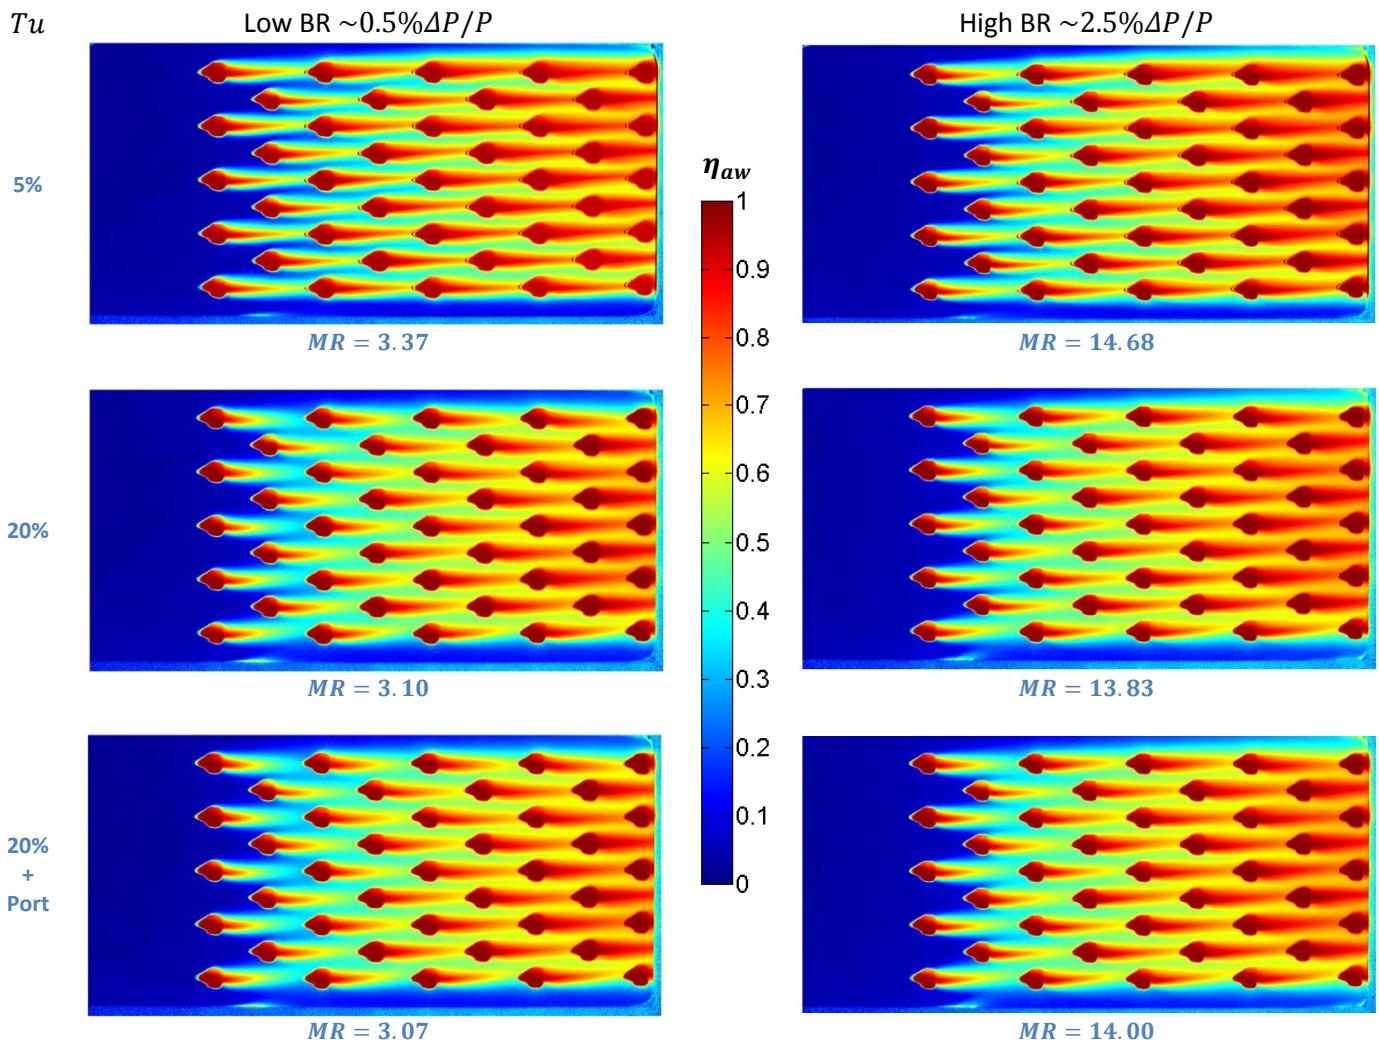 Tu
Low BR ~0.5%ΔP/P
High BR ~2.5%ΔP/P
5%
MR = 3.37
MR = 14.68
η_aw
1
0.9
0.8
0.7
0.6
0.5
0.4
0.3
0.2
0.1
0
20%
MR = 3.10
MR = 13.83
20%
+
Port
MR = 3.07
MR = 14.00